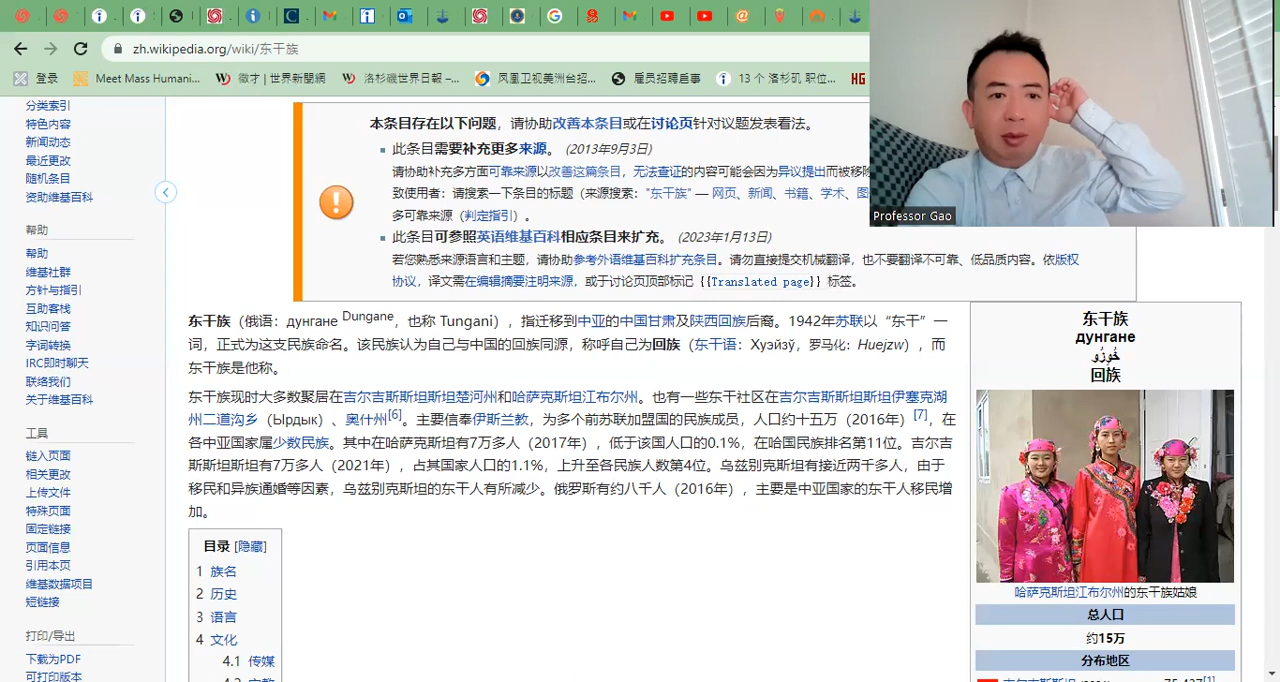 zh.wikipedia.org/wiki/东干族
登录 Meet Mass Humani... 徵才 | 世界新聞網 洛杉磯世界日報 –... 凤凰卫视美洲台招... 雇员招聘启事 13 个 洛杉矶 职位...
Professor Gao
分类索引
特色内容
新闻动态
最近更改
随机条目
资助维基百科
帮助
帮助
维基社群
方针与指引
互助客栈
知识问答
字词转换
IRC即时聊天
联络我们
关于维基百科
工具
链入页面
相关更改
上传文件
特殊页面
固定链接
页面信息
引用本页
维基数据项目
短链接
打印/导出
下载为PDF
可打印版本
本条目存在以下问题，请协助改善本条目或在讨论页针对议题发表看法。
此条目需要补充更多来源。 (2013年9月3日)
请协助补充多方面可靠来源以改善这篇条目，无法查证的内容可能会因为异议提出而被移除
致使用者：请搜索一下条目的标题（来源搜索："东干族" — 网页、新闻、书籍、学术、图
多可靠来源（判定指引）。
此条目可参照英语维基百科相应条目来扩充。 (2023年1月13日)
若您熟悉来源语言和主题，请协助参考外语维基百科扩充条目。请勿直接提交机械翻译，也不要翻译不可靠、低品质内容。依版权
协议，译文需在编辑摘要注明来源，或于讨论页顶部标记 {{Translated page}} 标签。
东干族（俄语：дунгане Dungane，也称 Tungani），指迁移到中亚的中国甘肃及陕西回族后裔。1942年苏联以“东干”一
词，正式为这支民族命名。该民族认为自己与中国的回族同源，称呼自己为回族（东干语：Хуэйзў，罗马化：Huejzw），而
东干族是他称。
东干族现时大多数聚居在吉尔吉斯斯坦斯坦楚河州和哈萨克斯坦江布尔州。也有一些东干社区在吉尔吉斯斯坦斯坦伊塞克湖
州二道沟乡（Ырдык）、奥什州[6]。主要信奉伊斯兰教，为多个前苏联加盟国的民族成员，人口约十五万（2016年）[7]，在
各中亚国家属少数民族。其中在哈萨克斯坦有7万多人（2017年），低于该国人口的0.1%，在哈国民族排名第11位。吉尔吉
斯斯坦斯坦有7万多人（2021年），占其国家人口的1.1%，上升至各民族人数第4位。乌兹别克斯坦有接近两千多人，由于
移民和异族通婚等因素，乌兹别克斯坦的东干人有所减少。俄罗斯有约八千人（2016年），主要是中亚国家的东干人移民增
加。
目录 [隐藏]
1 族名
2 历史
3 语言
4 文化
4.1 传媒
东干族
дунгане
回族
哈萨克斯坦江布尔州的东干族姑娘
总人口
约15万
分布地区